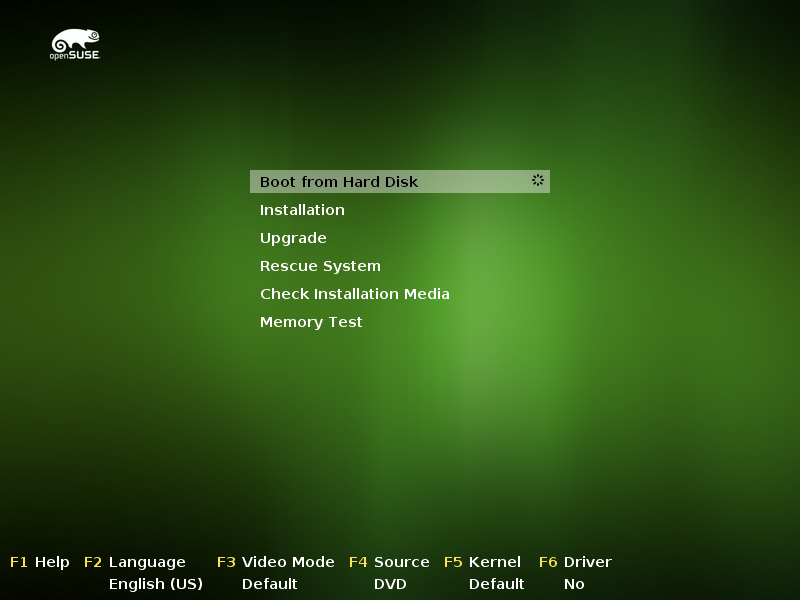 openSUSE
Boot from Hard Disk
Installation
Upgrade
Rescue System
Check Installation Media
Memory Test
F1 Help F2 Language F3 Video Mode F4 Source F5 Kernel F6 Driver
English (US) Default DVD Default No